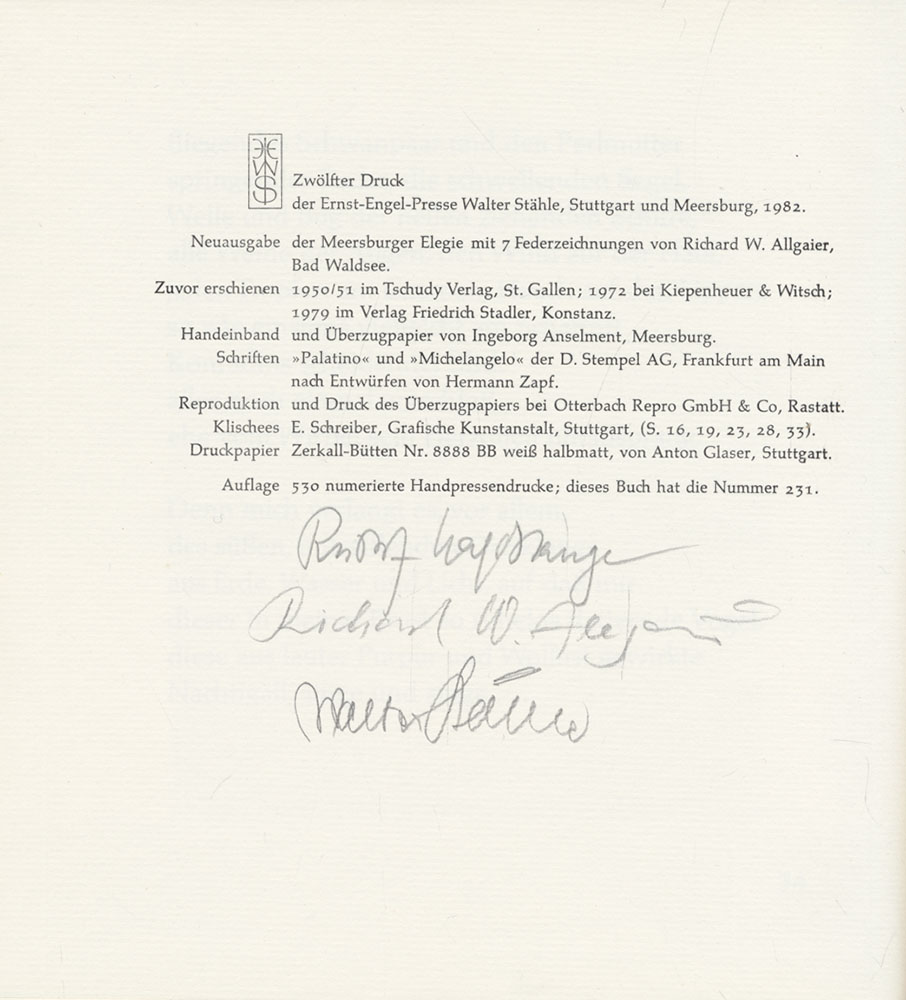 Zwölfter Druck
der Ernst-Engel-Presse Walter Stähle, Stuttgart und Meersburg, 1982.
Neuausgabe der Meersburger Elegie mit 7 Federzeichnungen von Richard W. Allgaier,
Bad Waldsee.
Zuvor erschienen 1950/51 im Tschudy Verlag, St. Gallen; 1972 bei Kiepenheuer & Witsch;
1979 im Verlag Friedrich Stadler, Konstanz.
Handeinband und Überzugpapier von Ingeborg Anselment, Meersburg.
Schriften »Palatino« und »Michelangelo« der D. Stempel AG, Frankfurt am Main
nach Entwürfen von Hermann Zapf.
Reproduktion und Druck des Überzugpapiers bei Otterbach Repro GmbH & Co, Rastatt.
Klischees E. Schreiber, Grafische Kunstanstalt, Stuttgart, (S. 16, 19, 23, 28, 33).
Druckpapier Zerkall-Bütten Nr. 8888 BB weiß halbmatt, von Anton Glaser, Stuttgart.
Auflage 530 numerierte Handpressendrucke; dieses Buch hat die Nummer 231.
Rudolf Hagelstange
Richard W. Allgaier
Walter Stähle